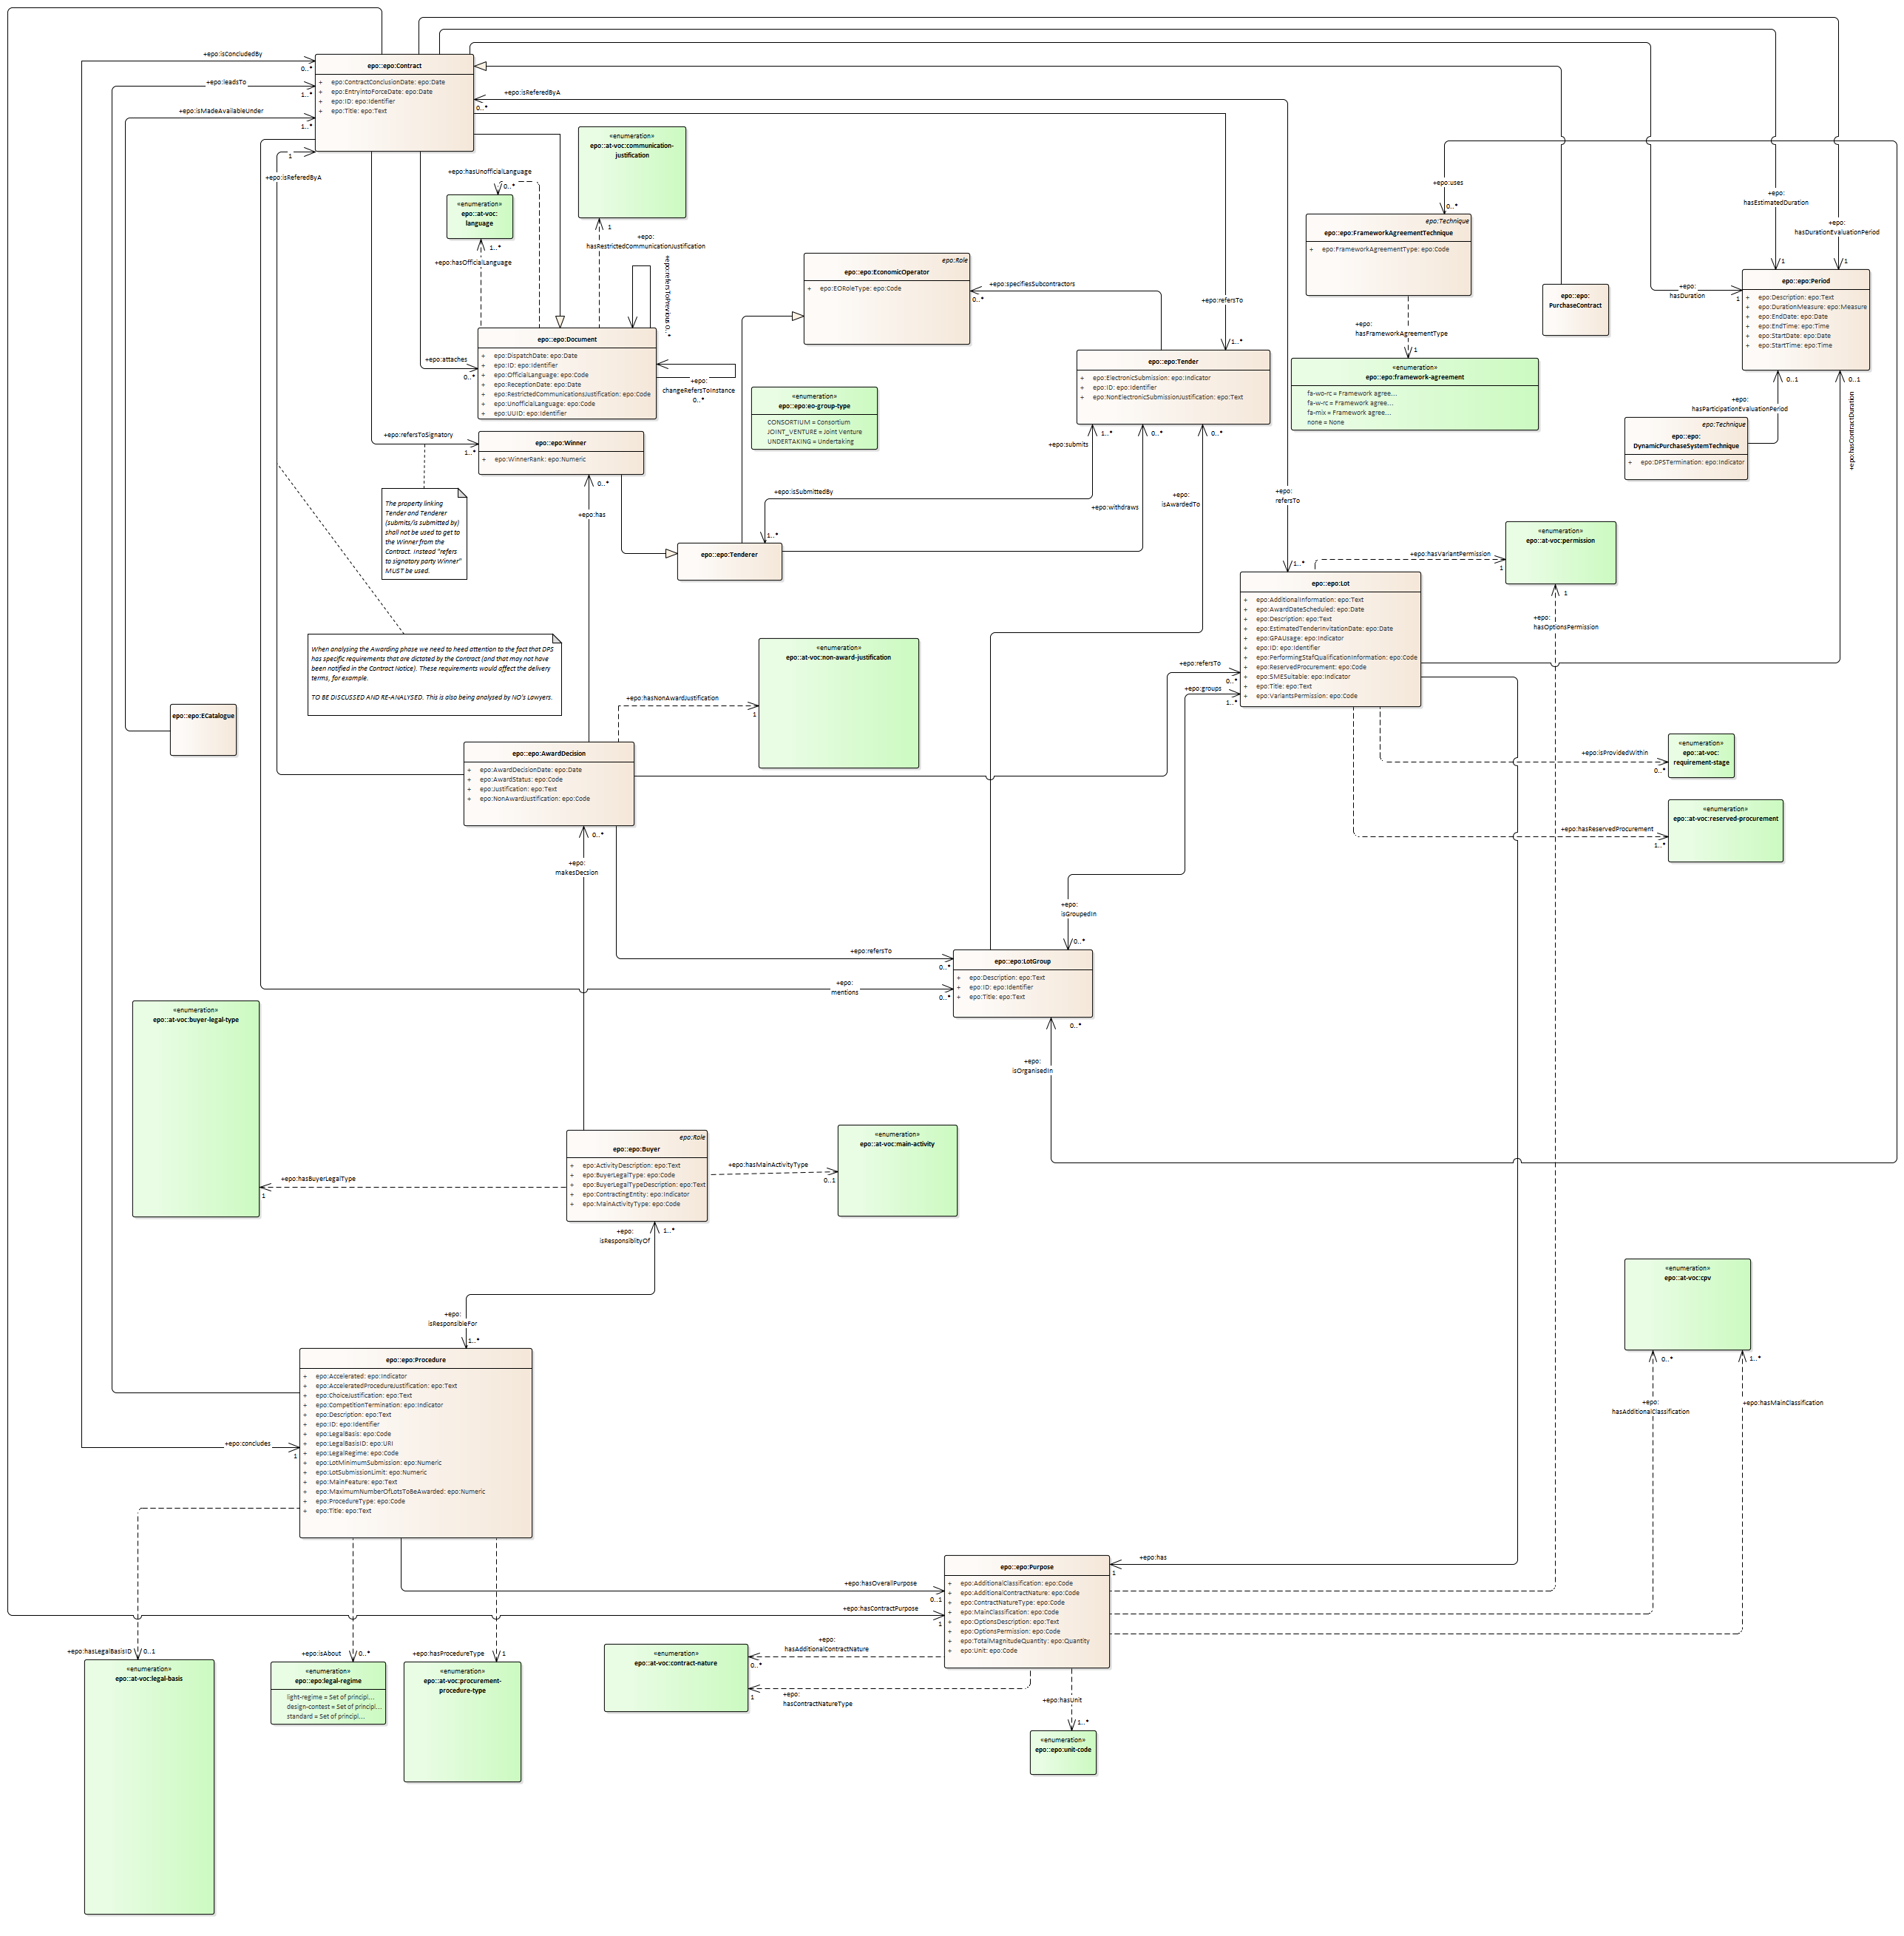 +epo:isConcludedBy
0..*
epo::epo:Contract
+ epo:ContractConclusionDate: epo:Date
+ epo:EntryintoForceDate: epo:Date
+ epo:ID: epo:Identifier
+ epo:Title: epo:Text
+epo:leadsTo
1..*
+epo:isMadeAvailableUnder
1..*
1
+epo:isReferedByA
+epo:isReferedByA
0..*
«enumeration»
epo::at-voc:communication-
justification
1
+epo:
hasRestrictedCommunicationJustification
+epo:hasUnofficialLanguage
0..*
«enumeration»
epo::at-voc:
language
1..*
+epo:hasOfficialLanguage
+epo:refersToPrevious 0..*
epo::epo:Document
+ epo:DispatchDate: epo:Date
+ epo:ID: epo:Identifier
+ epo:OfficialLanguage: epo:Code
+ epo:ReceptionDate: epo:Date
+ epo:RestrictedCommunicationsJustification: epo:Code
+ epo:UnofficialLanguage: epo:Code
+ epo:UUID: epo:Identifier
+epo:attaches
0..*
+epo:
changeRefersToInstance
0..*
epo:Role
epo::epo:EconomicOperator
+ epo:EORoleType: epo:Code
+epo:specifiesSubcontractors
0..*
+epo:refersTo
1..*
epo::epo:Tender
+ epo:ElectronicSubmission: epo:Indicator
+ epo:ID: epo:Identifier
+ epo:NonElectronicSubmissionJustification: epo:Text
+epo:uses
0..*
epo:Technique
epo::epo:FrameworkAgreementTechnique
+ epo:FrameworkAgreementType: epo:Code
+epo:
hasFrameworkAgreementType
1
«enumeration»
epo::epo:framework-agreement
fa-wo-rc = Framework agree...
fa-w-rc = Framework agree...
fa-mix = Framework agree...
none = None
epo::epo:
PurchaseContract
+epo:
hasEstimatedDuration
1
+epo:
hasDurationEvaluationPeriod
1
+epo:
hasDuration
1
epo::epo:Period
+ epo:Description: epo:Text
+ epo:DurationMeasure: epo:Measure
+ epo:EndDate: epo:Date
+ epo:EndTime: epo:Time
+ epo:StartDate: epo:Date
+ epo:StartTime: epo:Time
0..1
0..1
+epo:
hasParticipationEvaluationPeriod
+epo:hasContractDuration
epo:Technique
epo::epo:
DynamicPurchaseSystemTechnique
+ epo:DPSTermination: epo:Indicator
«enumeration»
epo::epo:eo-group-type
CONSORTIUM = Consortium
JOINT_VENTURE = Joint Venture
UNDERTAKING = Undertaking
+epo:refersToSignatory
1..*
epo::epo:Winner
+ epo:WinnerRank: epo:Numeric
The property linking
Tender and Tenderer
(submits/is submitted by)
shall not be used to get to
the Winner from the
Contract. Instead "refers
to signatory party Winner"
MUST be used.
0..*
+epo:has
+epo:submits
1..*
0..*
0..*
+epo:isSubmittedBy
1..*
+epo:withdraws
+epo:
isAwardedTo
epo::epo:Tenderer
+epo:
refersTo
1..*
epo::epo:Lot
+ epo:AdditionalInformation: epo:Text
+ epo:AwardDateScheduled: epo:Date
+ epo:Description: epo:Text
+ epo:EstimatedTenderInvitationDate: epo:Date
+ epo:GPAUsage: epo:Indicator
+ epo:ID: epo:Identifier
+ epo:PerformingStafQualificationInformation: epo:Code
+ epo:ReservedProcurement: epo:Code
+ epo:SMESuitable: epo:Indicator
+ epo:Title: epo:Text
+ epo:VariantsPermission: epo:Code
+epo:hasVariantPermission
1
«enumeration»
epo::at-voc:permission
1
+epo:
hasOptionsPermission
When analysing the Awarding phase we need to heed attention to the fact that DPS
has specific requirements that are dictated by the Contract (and that may not have
been notified in the Contract Notice). These requirements would affect the delivery
terms, for example.
TO BE DISCUSSED AND RE-ANALYSED. This is also being analysed by NO's Lawyers.
«enumeration»
epo::at-voc:non-award-justification
+epo:hasNonAwardJustification
1
+epo:refersTo
0..*
+epo:groups
1..*
epo::epo:ECatalogue
epo::epo:AwardDecision
+ epo:AwardDecisionDate: epo:Date
+ epo:AwardStatus: epo:Code
+ epo:Justification: epo:Text
+ epo:NonAwardJustification: epo:Code
«enumeration»
epo::at-voc:
requirement-stage
+epo:isProvidedWithin
0..*
«enumeration»
epo::at-voc:reserved-procurement
+epo:hasReservedProcurement
1..*
0..*
+epo:
makesDecsion
+epo:
isGroupedIn
0..*
+epo:refersTo
0..*
epo::epo:LotGroup
+ epo:Description: epo:Text
+ epo:ID: epo:Identifier
+ epo:Title: epo:Text
+epo:
mentions
0..*
0..*
+epo:
isOrganisedIn
«enumeration»
epo::at-voc:buyer-legal-type
epo:Role
epo::epo:Buyer
+ epo:ActivityDescription: epo:Text
+ epo:BuyerLegalType: epo:Code
+ epo:BuyerLegalTypeDescription: epo:Text
+ epo:ContractingEntity: epo:Indicator
+ epo:MainActivityType: epo:Code
+epo:hasBuyerLegalType
1
+epo:hasMainActivityType
0..1
«enumeration»
epo::at-voc:main-activity
+epo:
isResponsiblityOf
1..*
«enumeration»
epo::at-voc:cpv
+epo:
isResponsibleFor
1..*
0..*
1..*
+epo:
hasAdditionalClassification
+epo:hasMainClassification
epo::epo:Procedure
+ epo:Accelerated: epo:Indicator
+ epo:AcceleratedProcedureJustification: epo:Text
+ epo:ChoiceJustification: epo:Text
+ epo:CompetitionTermination: epo:Indicator
+ epo:Description: epo:Text
+ epo:ID: epo:Identifier
+ epo:LegalBasis: epo:Code
+ epo:LegalBasisID: epo:URI
+ epo:LegalRegime: epo:Code
+ epo:LotMinimumSubmission: epo:Numeric
+ epo:LotSubmissionLimit: epo:Numeric
+ epo:MainFeature: epo:Text
+ epo:MaximumNumberOfLotsToBeAwarded: epo:Numeric
+ epo:ProcedureType: epo:Code
+ epo:Title: epo:Text
+epo:concludes
1
+epo:has
1
epo::epo:Purpose
+ epo:AdditionalClassification: epo:Code
+ epo:AdditionalContractNature: epo:Code
+ epo:ContractNatureType: epo:Code
+ epo:MainClassification: epo:Code
+ epo:OptionsDescription: epo:Text
+ epo:OptionsPermission: epo:Code
+ epo:TotalMagnitudeQuantity: epo:Quantity
+ epo:Unit: epo:Code
+epo:hasOverallPurpose
0..1
+epo:hasContractPurpose
1
+epo:hasLegalBasisID
0..1
+epo:isAbout
0..*
+epo:hasProcedureType
1
«enumeration»
epo::at-voc:legal-basis
«enumeration»
epo::epo:legal-regime
light-regime = Set of principl...
design-contest = Set of principl...
standard = Set of principl...
«enumeration»
epo::at-voc:procurement-
procedure-type
«enumeration»
epo::at-voc:contract-nature
+epo:
hasAdditionalContractNature
0..*
1
+epo:
hasContractNatureType
+epo:hasUnit
1..*
«enumeration»
epo::epo:unit-code